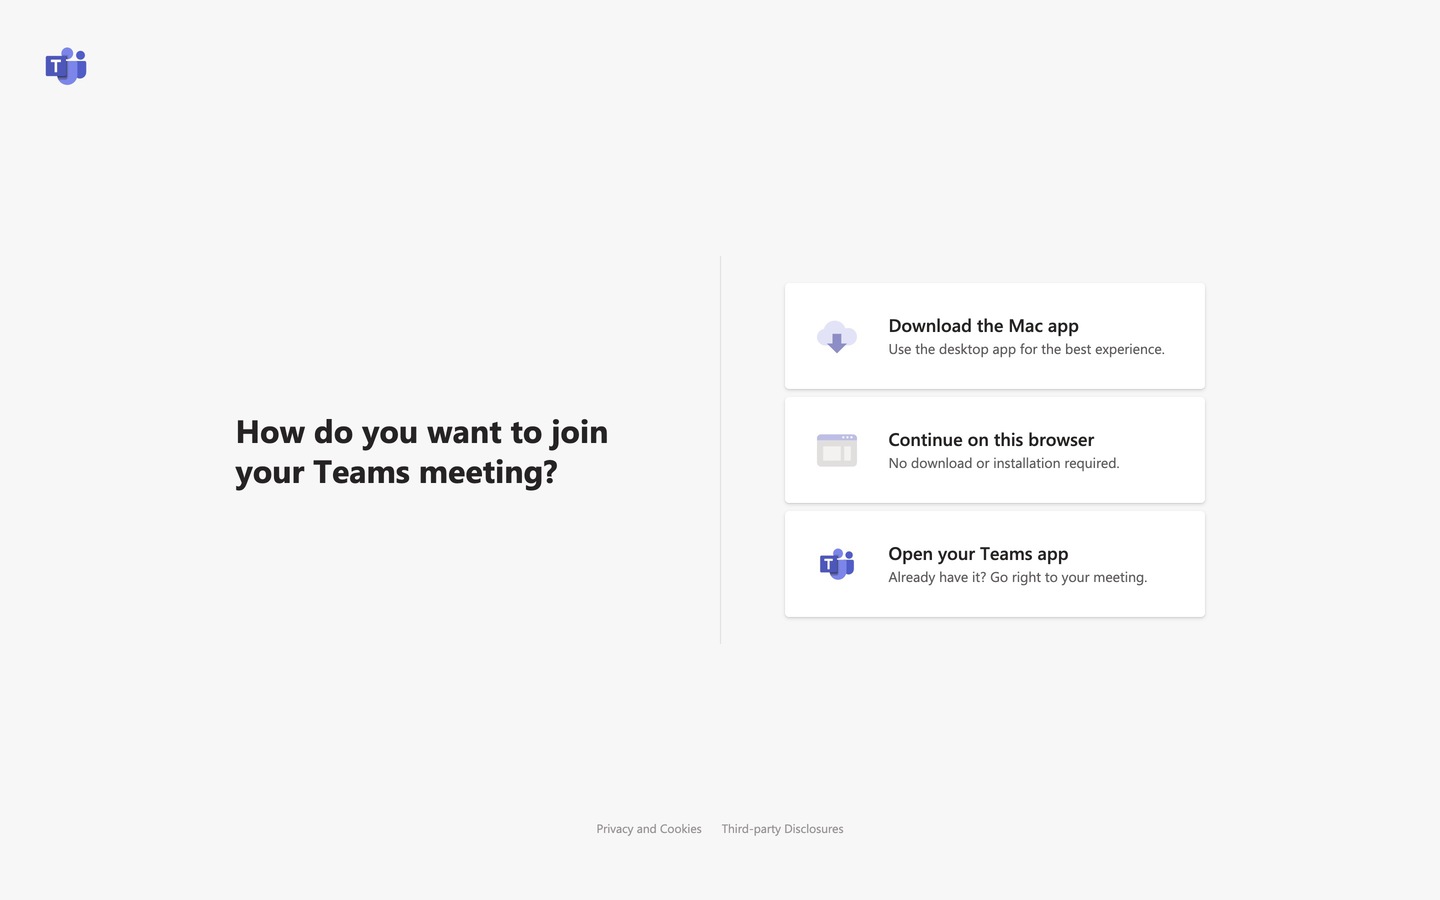 T
How do you want to join
your Teams meeting?
Download the Mac app
Use the desktop app for the best experience.
Continue on this browser
No download or installation required.
T
Open your Teams app
Already have it? Go right to your meeting.
Privacy and Cookies
Third-party Disclosures